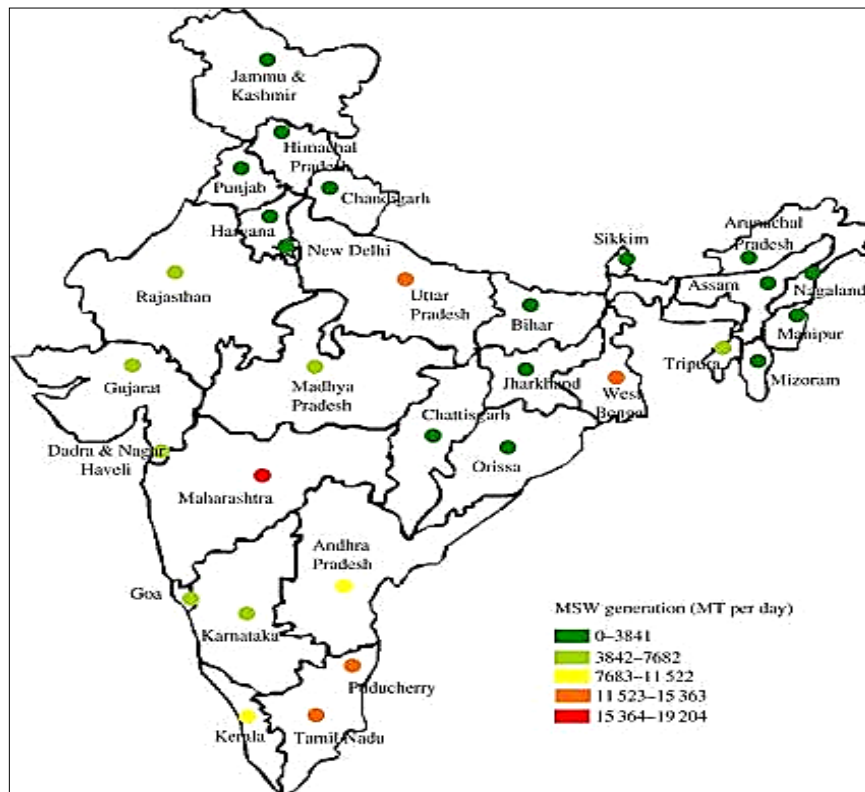 Jammu &
Kashmir
Himachal
Pradesh
Punjab
Chandigarh
Haryana
New Delhi
Sikkim
Arunachal
Pradesh
Assam
Nagaland
Rajasthan
Uttar
Pradesh
Bihar
Manipur
Tripura
Mizoram
Gujarat
Madhya
Pradesh
Jharkhand
West
Bengal
Chattisgarh
Dadra & Nagar
Haveli
Orissa
Maharashtra
Andhra
Pradesh
Goa
Karnataka
MSW generation (MT per day)
0–3841
3842–7682
7683–11 522
11 523–15 363
15 364–19 204
Puducherry
Kerala
Tamil Nadu